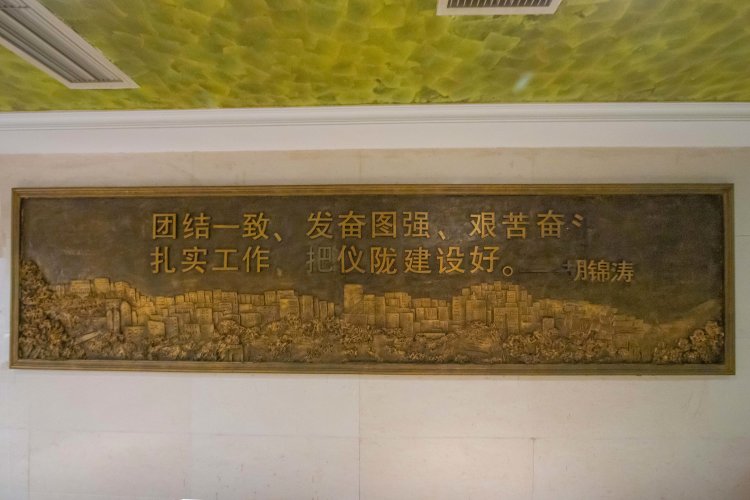 团结一致、发奋图强、艰苦奋
扎实工作，把仪陇建设好。
——胡锦涛